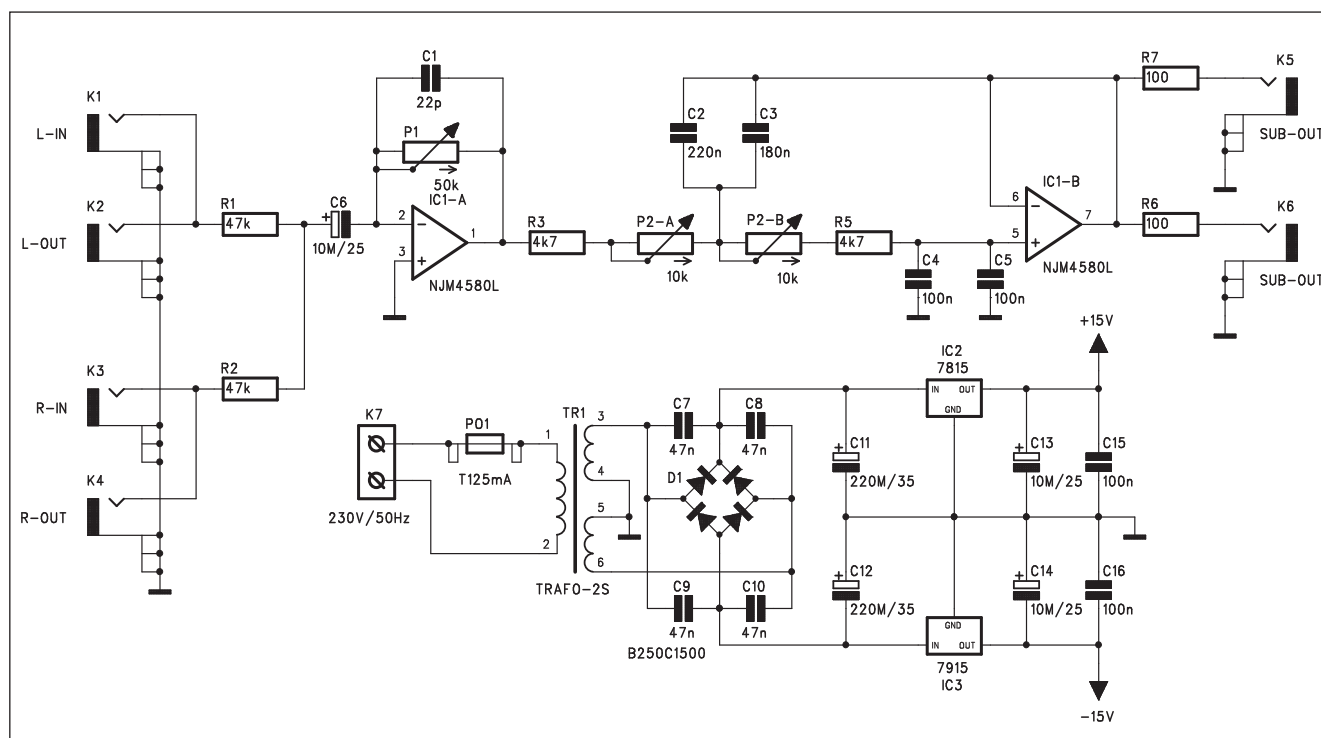 K1
L-IN
K2
L-OUT
K3
R-IN
K4
R-OUT
R1
47k
R2
47k
C6
+
10M/25
C1
22p
P1
50k
IC1-A
2
−
3
+
1
NJM4580L
R3
4k7
P2-A
10k
P2-B
10k
R5
4k7
C2
220n
C3
180n
C4
100n
C5
100n
IC1-B
6
−
5
+
7
NJM4580L
R7
100
K5
SUB-OUT
R6
100
K6
SUB-OUT
K7
230V/50Hz
PO1
T125mA
TR1
1
2
3
4
5
6
TRAFO-2S
C7
47n
C8
47n
D1
C9
47n
C10
47n
B250C1500
+
C11
220M/35
+
C12
220M/35
IC2
7815
IN
OUT
GND
GND
IN
OUT
7915
IC3
+
C13
10M/25
+
C14
10M/25
C15
100n
C16
100n
+15V
-15V